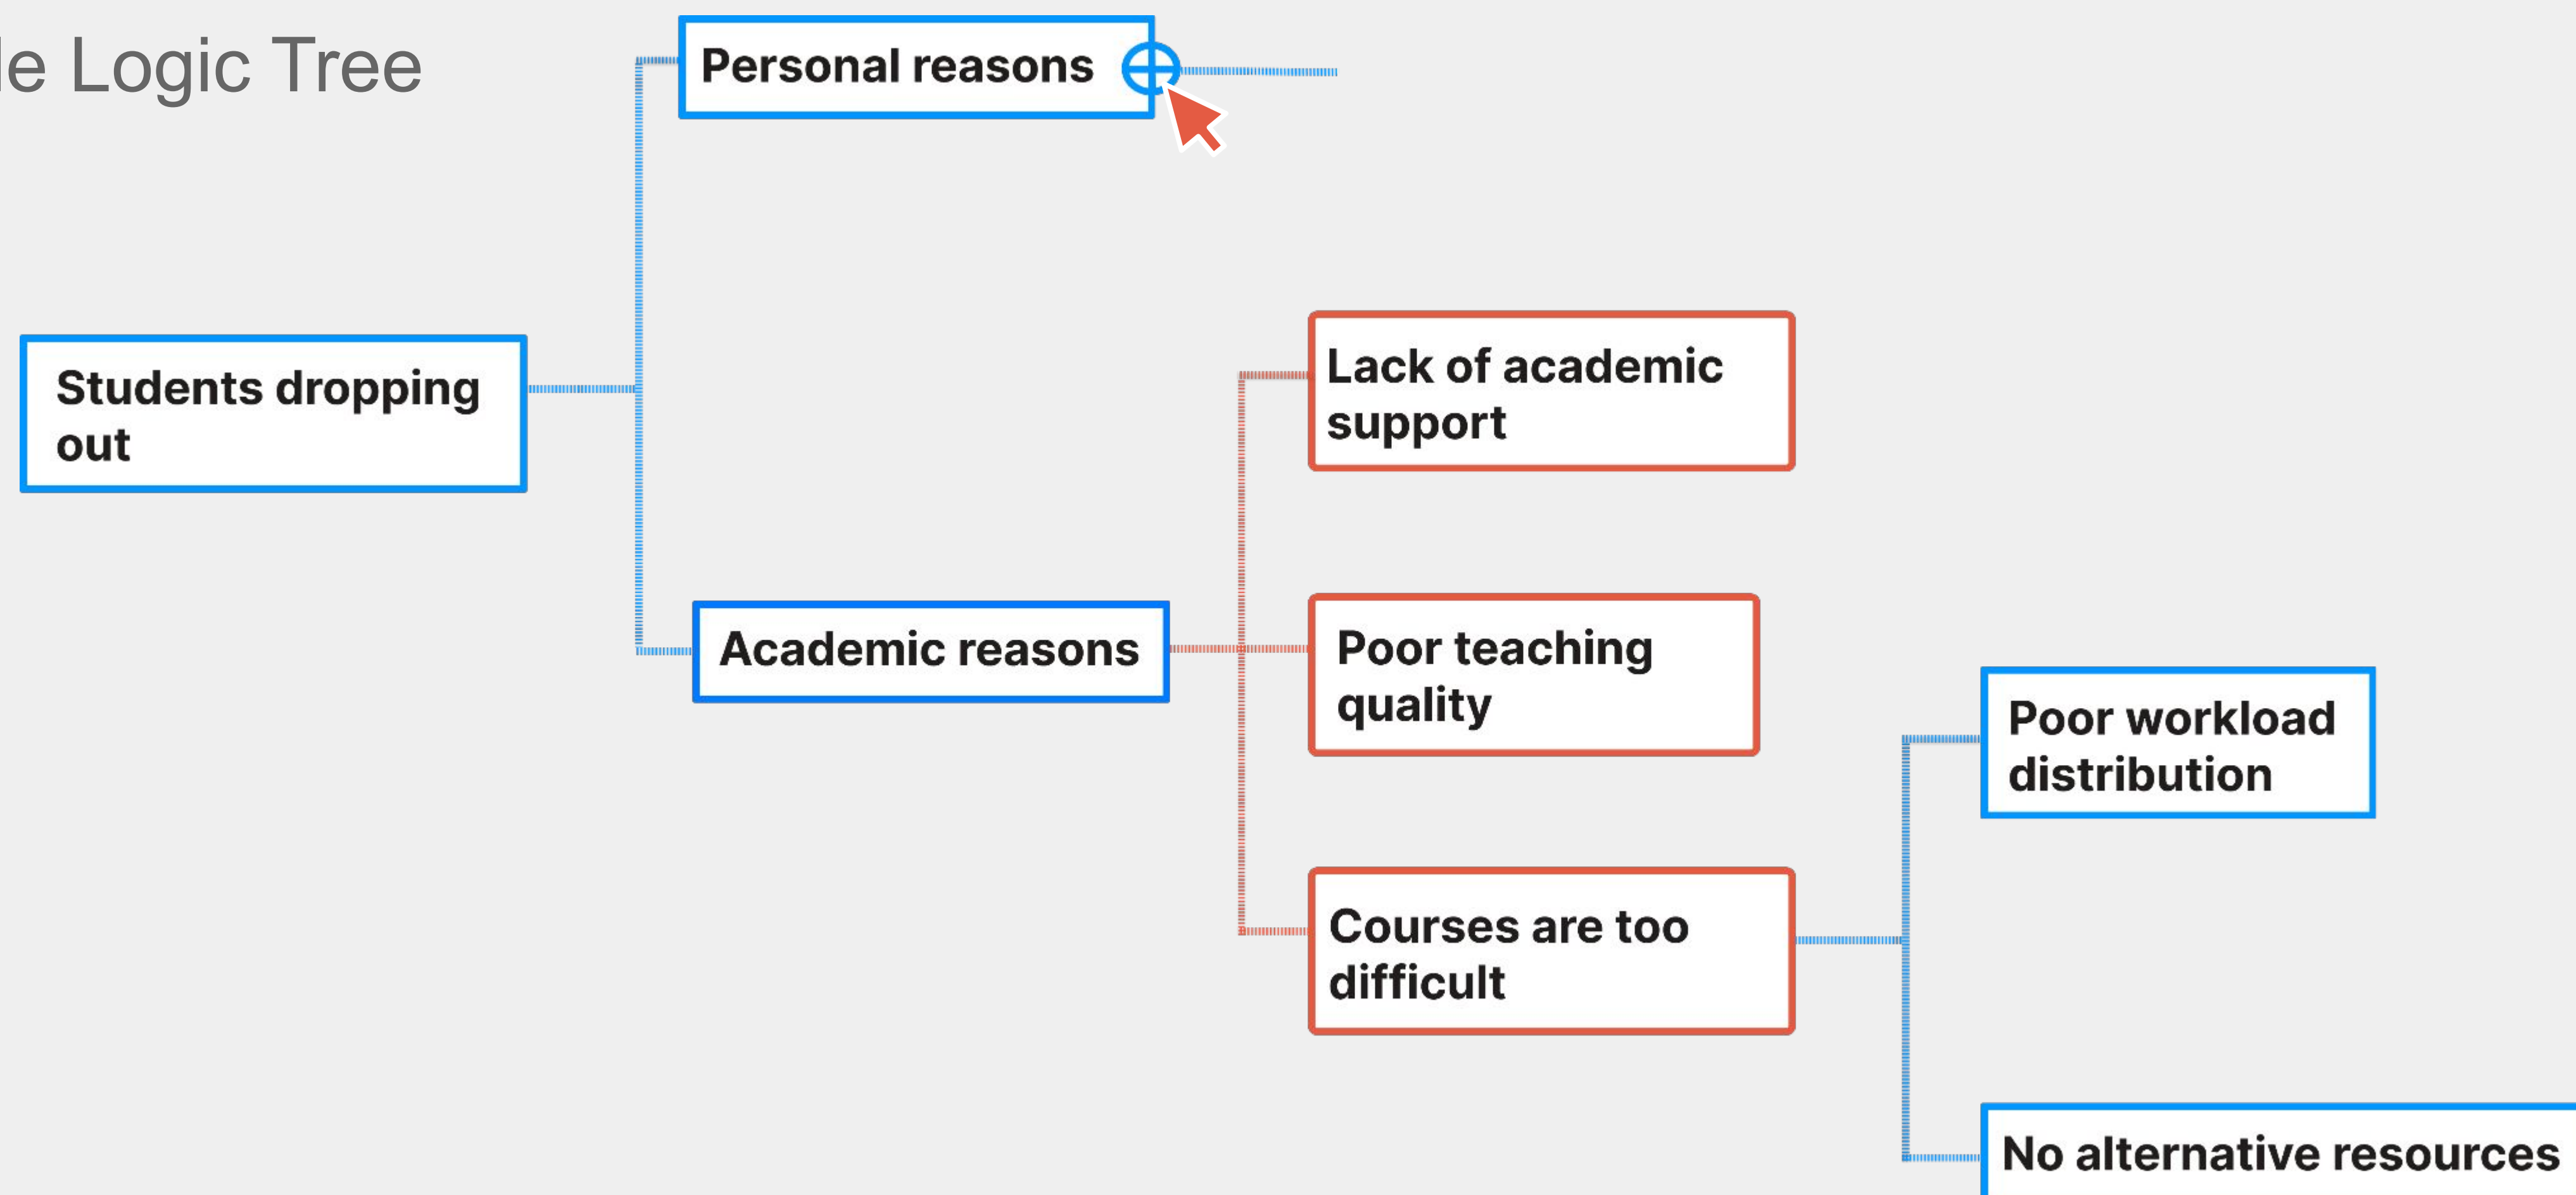 Logic Tree
Personal reasons
Students dropping
out
Lack of academic
support
Academic reasons
Poor teaching
quality
Poor workload
distribution
Courses are too
difficult
No alternative resources